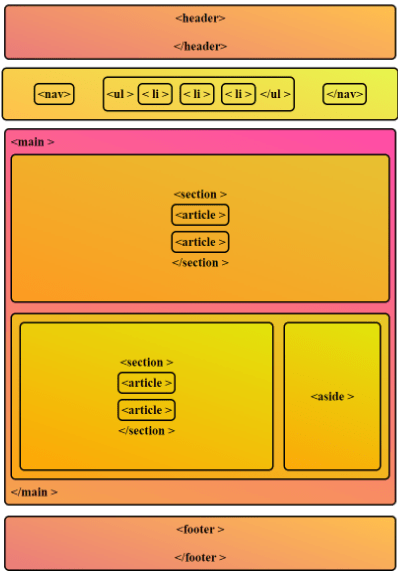 <header>
</header>
<nav> <ul > < li > < li > < li > </ul > </nav>
<main >
<section >
<article >
<article >
</section >
<section >
<article >
<article >
</section >
<aside >
</main >
<footer >
</footer >